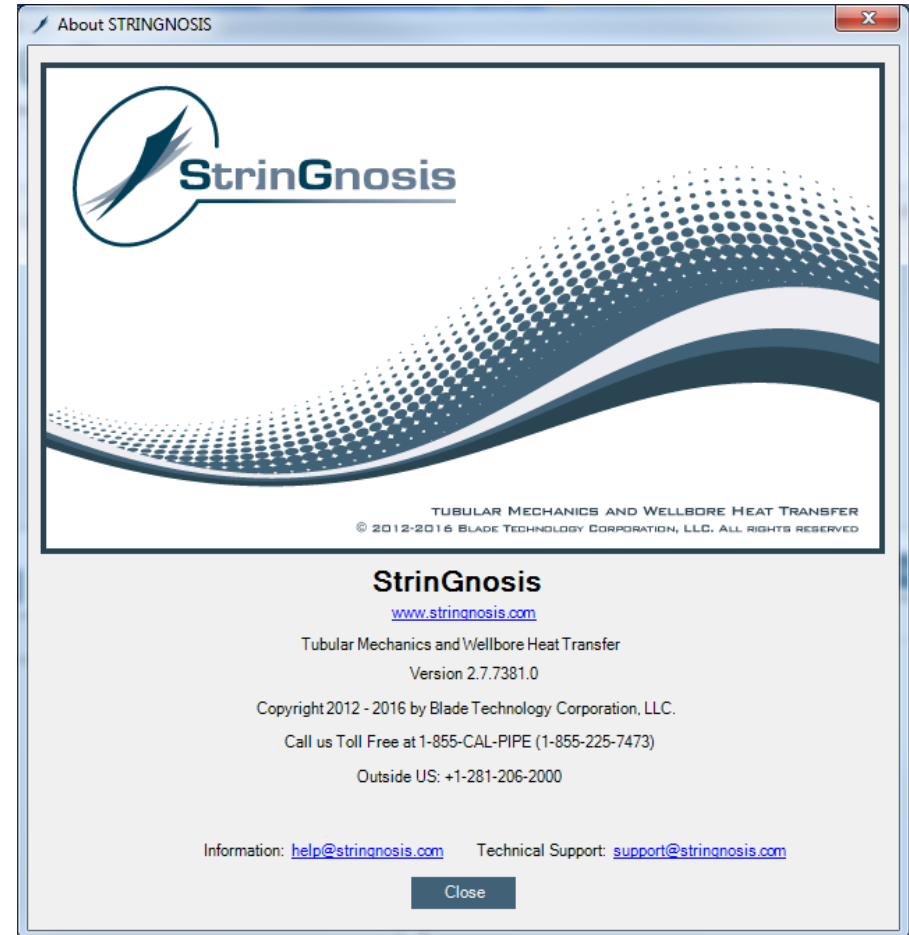 About STRINGNOSIS
StrinGnosis
TUBULAR MECHANICS AND WELLBORE HEAT TRANSFER
© 2012-2016 BLADE TECHNOLOGY CORPORATION, LLC. ALL RIGHTS RESERVED
StrinGnosis
www.stringnosis.com
Tubular Mechanics and Wellbore Heat Transfer
Version 2.7.7381.0
Copyright 2012 - 2016 by Blade Technology Corporation, LLC.
Call us Toll Free at 1-855-CAL-PIPE (1-855-225-7473)
Outside US: +1-281-206-2000
Information: help@stringnosis.com Technical Support: support@stringnosis.com
Close